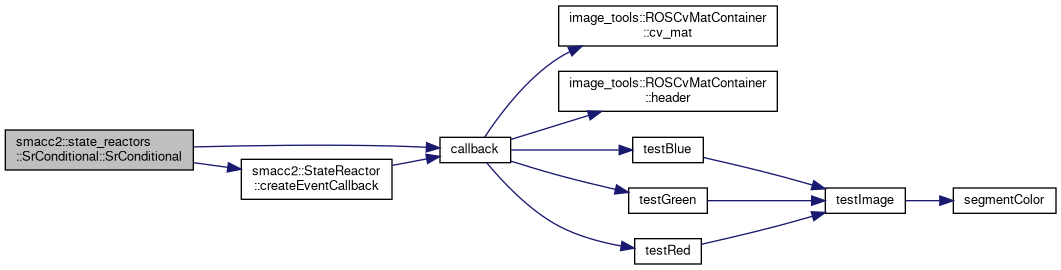 smacc2::state_reactors
::SrConditional::SrConditional
smacc2::StateReactor
::createEventCallback
callback
image_tools::ROSCvMatContainer
::cv_mat
image_tools::ROSCvMatContainer
::header
testBlue
testGreen
testRed
testImage
segmentColor